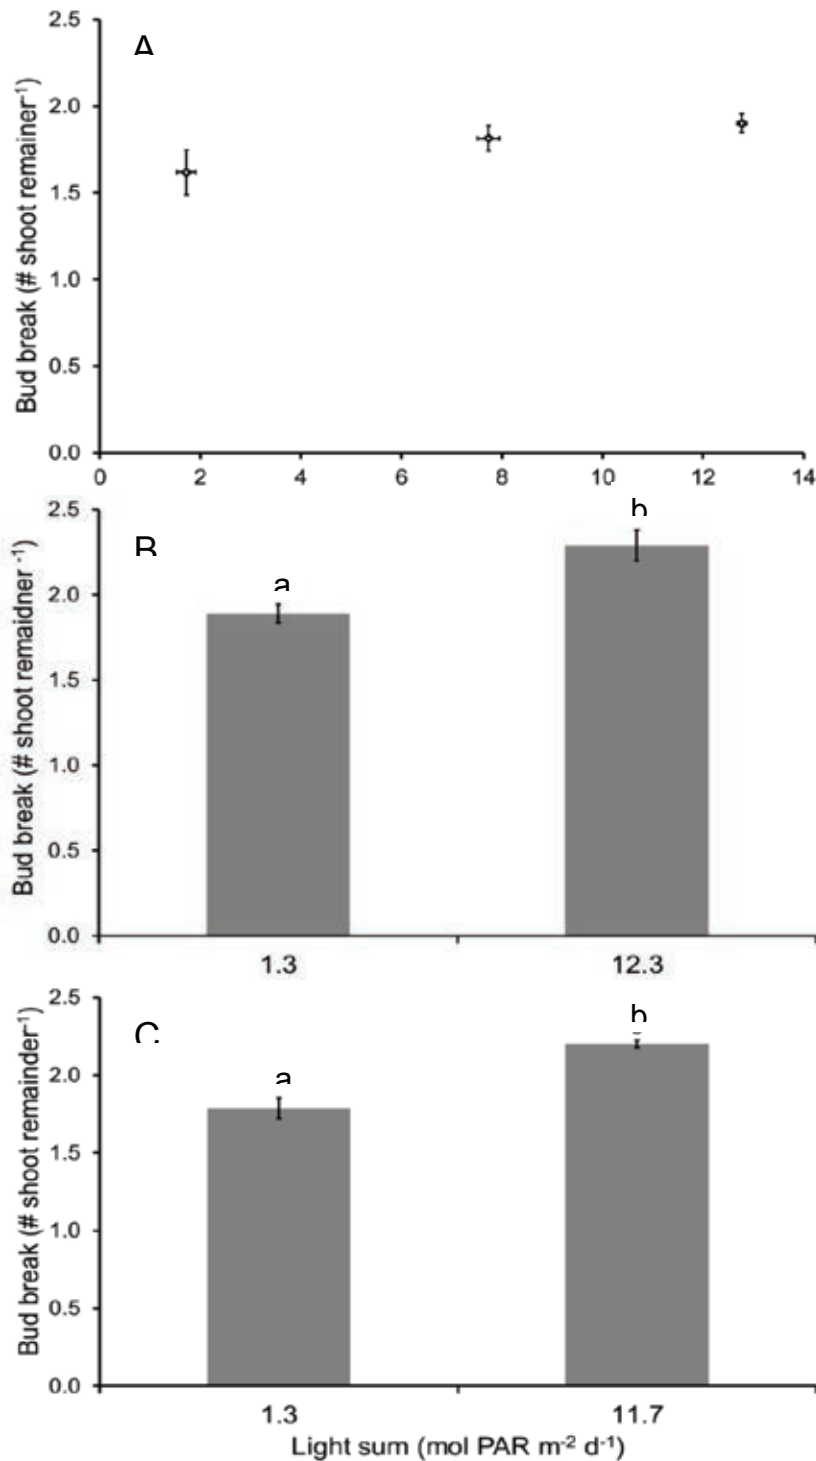 A
Bud break (# shoot remainer⁻¹)
2.5
2.0
1.5
1.0
0.5
0.0
0 2 4 6 8 10 12 14
B
Bud break (# shoot remaidner ⁻¹)
2.5
2.0
1.5
1.0
0.5
0.0
a
b
1.3 12.3
C
Bud break (# shoot remainder⁻¹)
2.5
2.0
1.5
1.0
0.5
0.0
a
b
1.3 11.7
Light sum (mol PAR m⁻² d⁻¹)